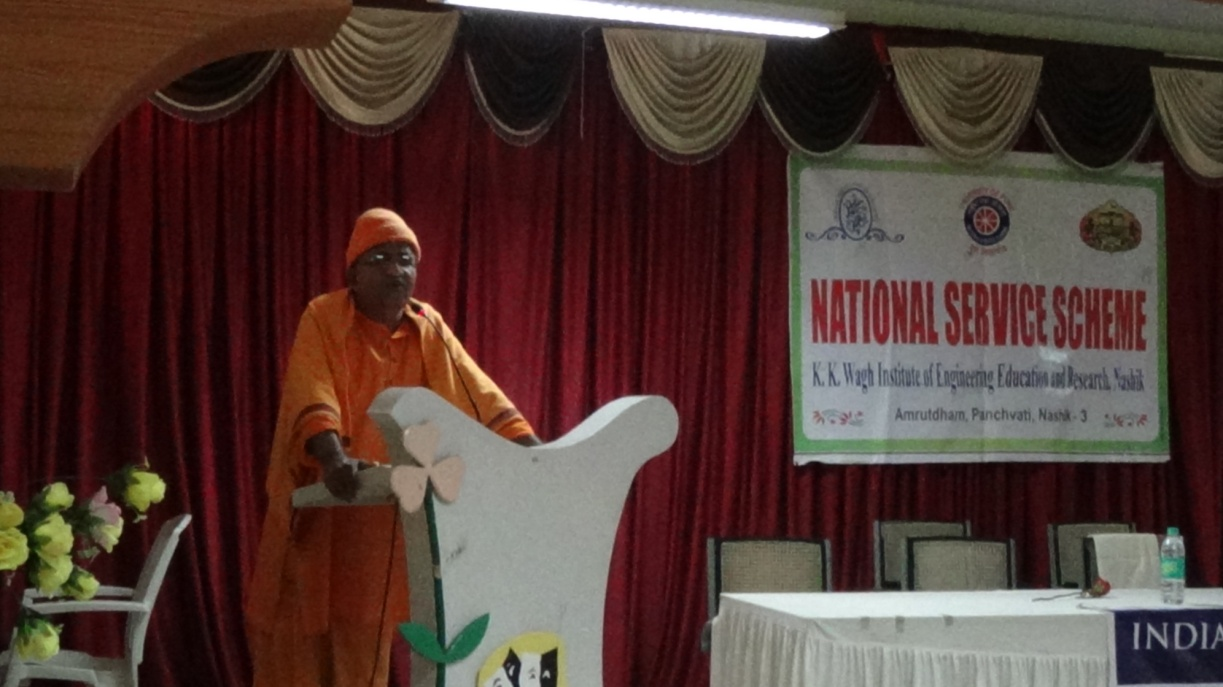 NATIONAL SERVICE SCHEME
K. K. Wagh Institute of Engineering Education and Research, Nashik
Amrutdham, Panchvati, Nashik - 3
INDIA